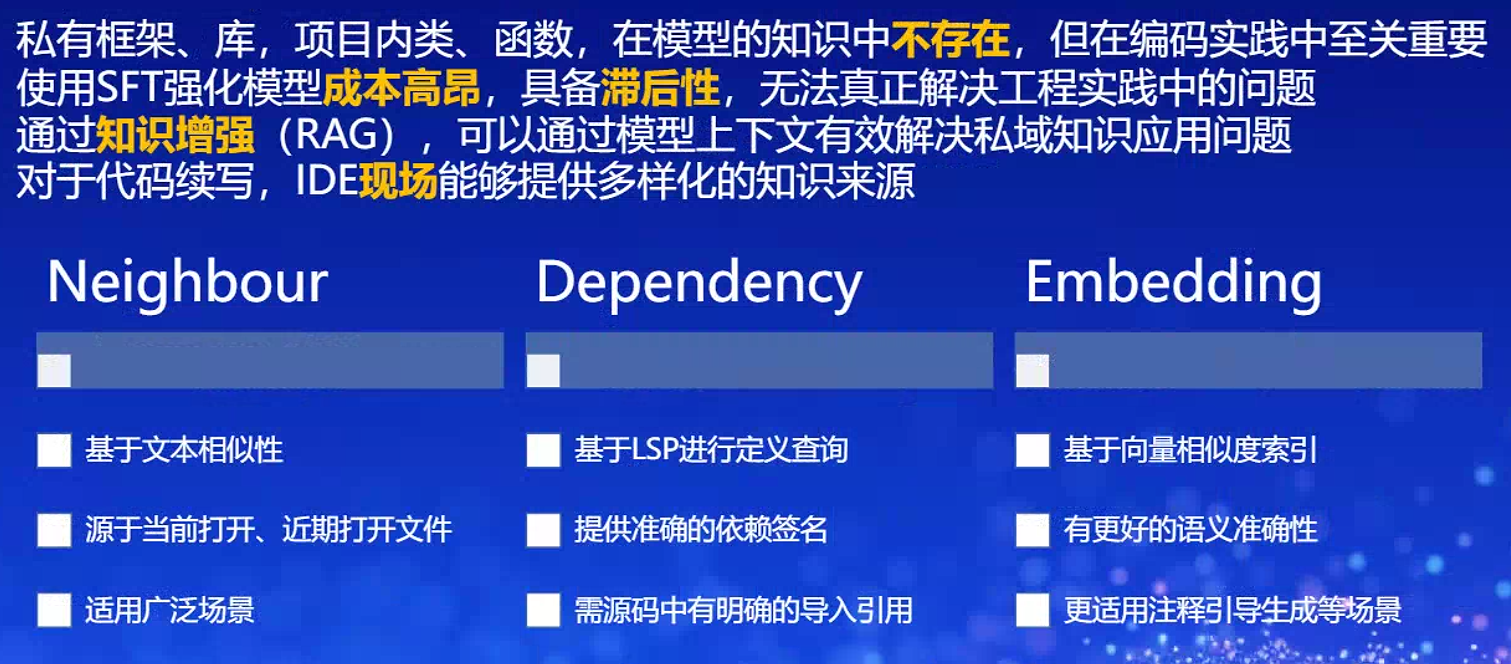 私有框架、库，项目内类、函数，在模型的知识中不存在，但在编码实践中至关重要
使用SFT强化模型成本高昂，具备滞后性，无法真正解决工程实践中的问题
通过知识增强（RAG），可以通过模型上下文有效解决私域知识应用问题
对于代码续写，IDE现场能够提供多样化的知识来源
Neighbour
基于文本相似性
源于当前打开、近期打开文件
适用广泛场景
Dependency
基于LSP进行定义查询
提供准确的依赖签名
需源码中有明确的导入引用
Embedding
基于向量相似度索引
有更好的语义准确性
更适用注释引导生成等场景